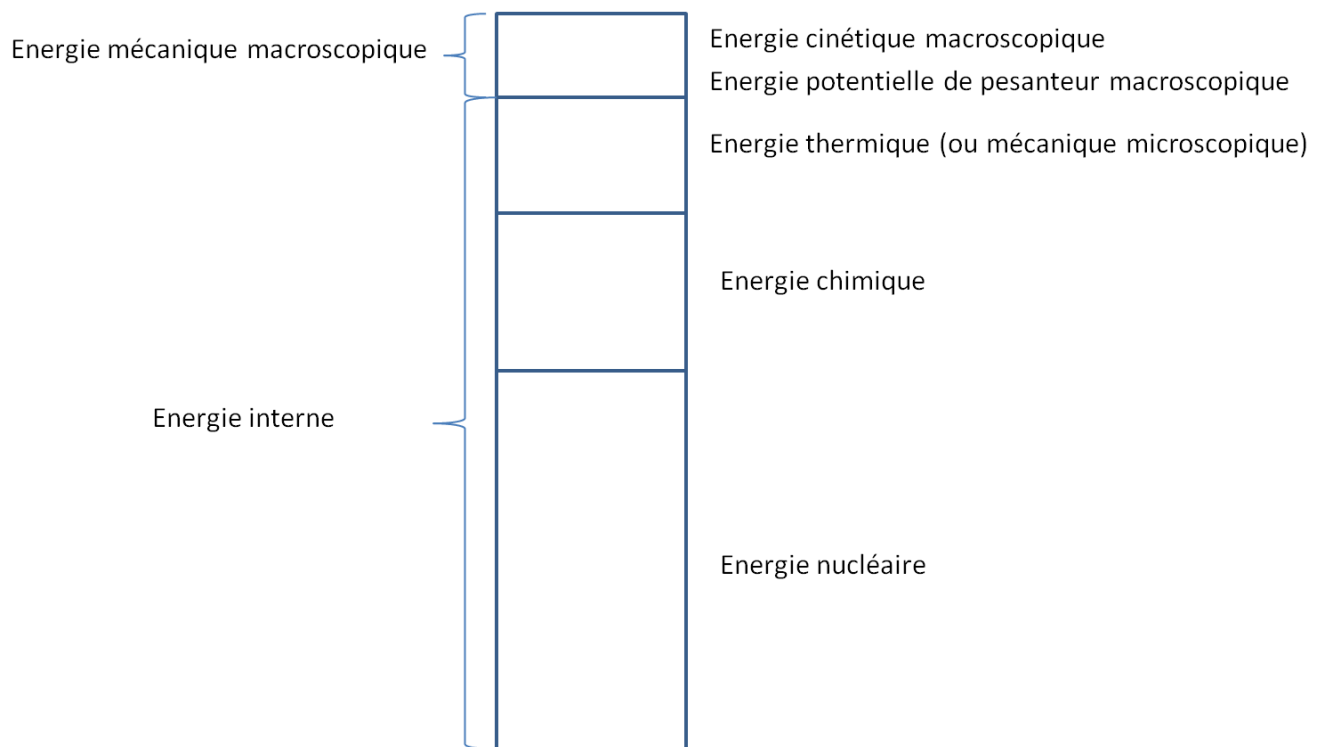 Energie mécanique macroscopique
Energie cinétique macroscopique
Energie potentielle de pesanteur macroscopique
Energie thermique (ou mécanique microscopique)
Energie chimique
Energie interne
Energie nucléaire